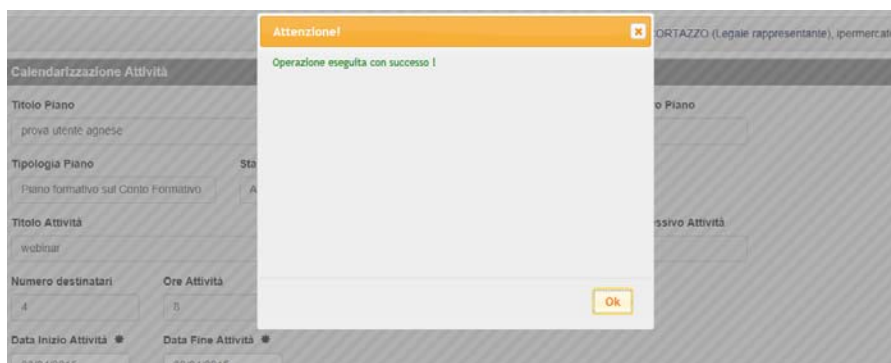 Attenzione!
ORTAZZO (Legale rappresentante), ipermercato
Operazione eseguita con successo !
Calendarizzazione Attività
Titolo Piano
o Piano
prova utente agnese
Tipologia Piano
Sta
Piano formativo sul Conto Formativo
A
Titolo Attività
ssivo Attività
webinar
Numero destinatari
Ore Attività
4
8
Ok
Data Inizio Attività
Data Fine Attività